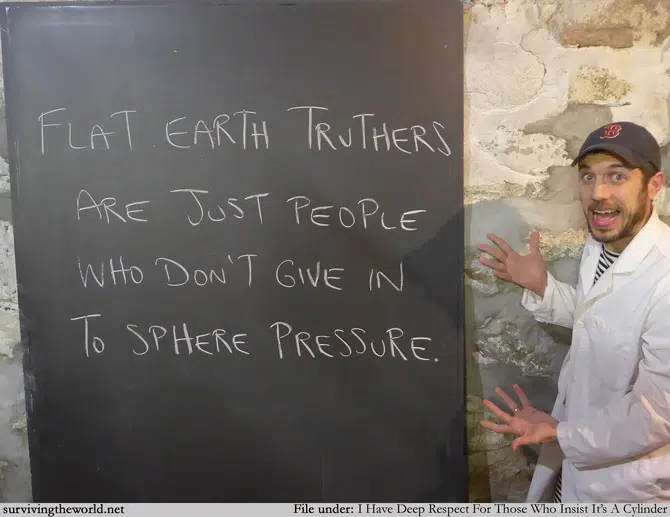 FLAT EARTH TRUTHERS
ARE JUST PEOPLE
WHO DON'T GIVE IN
TO SPHERE PRESSURE.
B
survivingtheworld.net
File under: I Have Deep Respect For Those Who Insist It's A Cylinder